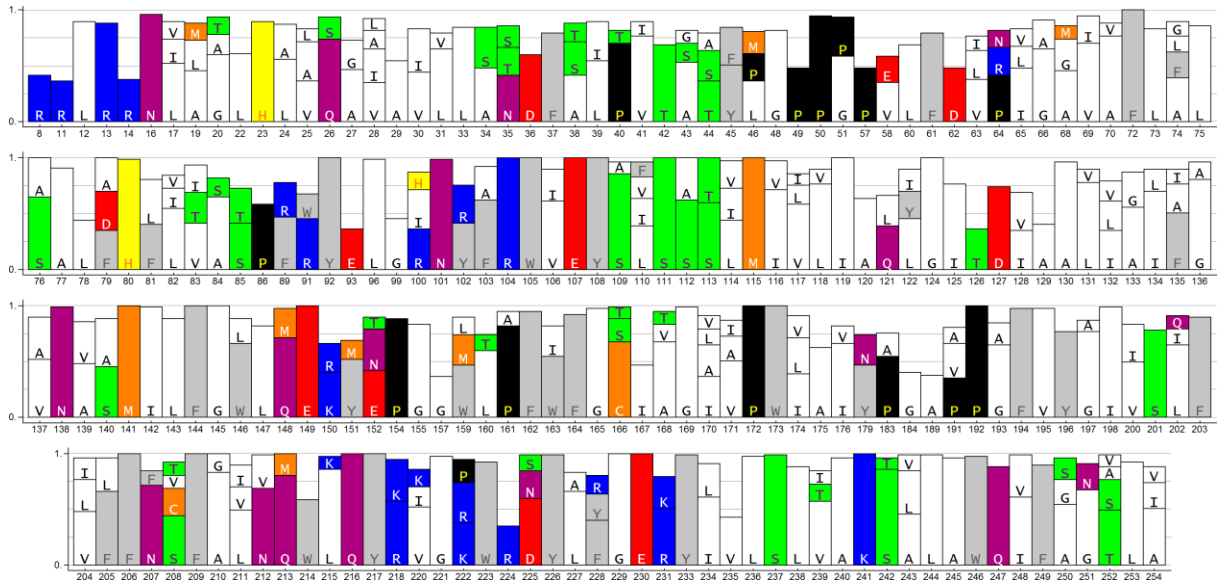 1.
V M T A S L G L A I V I S T I T I G A F M P P E I N R V L A M G I V G L F
I L A A S T S S S P L
R R L R R N L A G L H L V Q A V A V L L A N D F A L P V T A T Y L G P P G P V L F D V P L I G A V A F L A L
0.
8 11 12 13 14 16 17 19 20 22 23 24 25 26 27 28 29 30 31 32 33 34 35 36 37 38 39 40 41 42 43 44 45 46 48 49 50 51 57 58 60 61 62 63 64 65 66 68 69 70 72 73 74 75
1.
A A D L V I I T S T R W H I R A I A F V I A T V I I L V L I Y V V L I V G L I A A
S A L F H F L V A A S P F R Y E L G R N Y F R W V E Y S L S S S L M I V L I A Q L G I T D I A A L I A I A I F G
0.
76 77 78 79 80 81 82 83 84 85 86 89 91 92 93 96 99 100 101 102 103 104 105 106 107 108 109 110 111 112 113 114 115 116 117 118 119 120 121 122 124 125 126 127 128 129 130 131 132 133 134 135 136
1.
A V A L M R M T N L M T A I T S V V L A I A V L V N A V A A I Q I
V N A S M I L F G W L Q E K Y E P G G W L P F W F G C I A G I V P W I A I Y P G A P P G F V Y G I V S L F
0.
137 138 139 140 141 142 143 144 145 146 147 148 149 150 151 152 154 155 157 159 160 161 162 163 164 165 166 168 169 170 171 172 173 174 175 176 179 183 184 189 191 192 193 194 195 196 197 198 200 201 202 203
1.
I L L F T V C G I V V M K K K I P R S N A R Y K L I T T V L V S G N V A S V I
V F F N S F A L N Q W L Q Y R V G K W R D Y L F G E R Y I V L S L V A K S A L A W Q I F A G T L A
0.
204 205 206 207 208 209 210 211 212 213 214 215 216 217 218 220 221 222 223 224 225 226 227 228 229 230 231 233 234 235 236 237 238 239 240 241 242 243 244 245 246 247 248 249 250 251 252